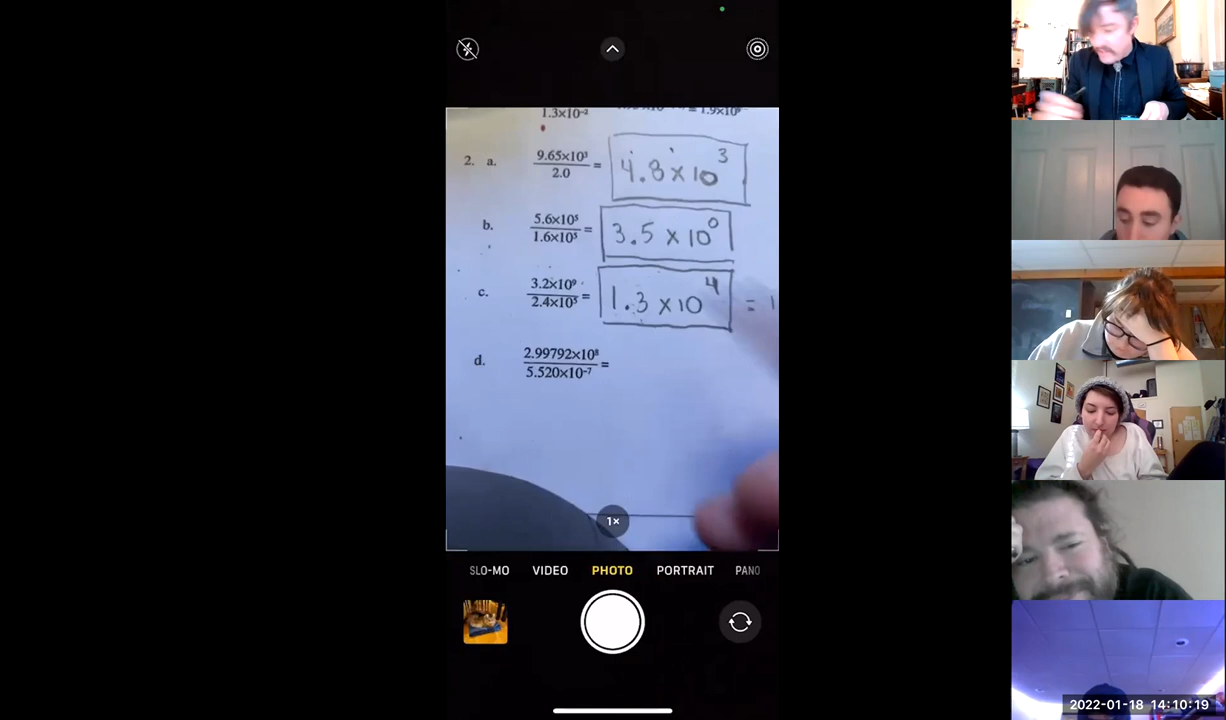 1.3×10⁻²
2. a. 9.65×10³ / 2.0 = 4.8 × 10³
b. 5.6×10⁵ / 1.6×10⁵ = 3.5 × 10⁰
c. 3.2×10⁹ / 2.4×10⁵ = 1.3 × 10⁴ =
d. 2.99792×10⁸ / 5.520×10⁻⁷ =
1×
SLO-MO VIDEO PHOTO PORTRAIT PANO
2022-01-18 14:10:19